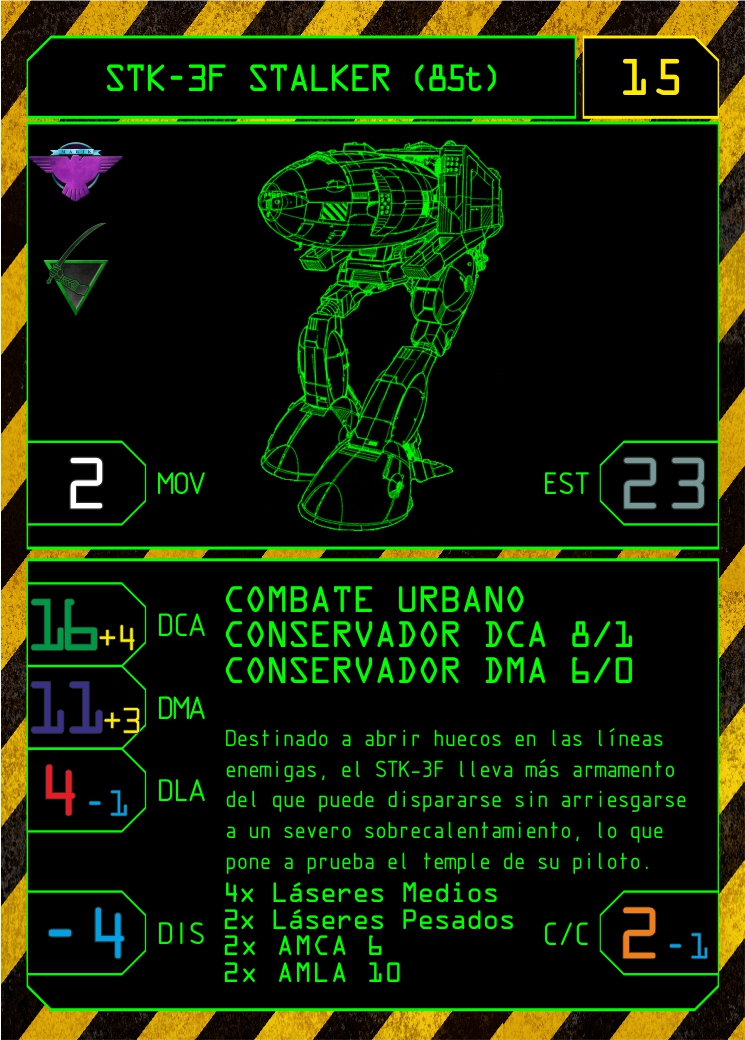 STK-3F STALKER (85t)
15
MARIK
2 MOV
EST 23
16+4 DCA
11+3 DMA
4 -1 DLA
-4 DIS
COMBATE URBANO
CONSERVADOR DCA 8/1
CONSERVADOR DMA 6/0
Destinado a abrir huecos en las líneas
enemigas, el STK-3F lleva más armamento
del que puede dispararse sin arriesgarse
a un severo sobrecalentamiento, lo que
pone a prueba el temple de su piloto.
4x Láseres Medios
2x Láseres Pesados
2x AMCA 6
2x AMLA 10
C/C 2 -1